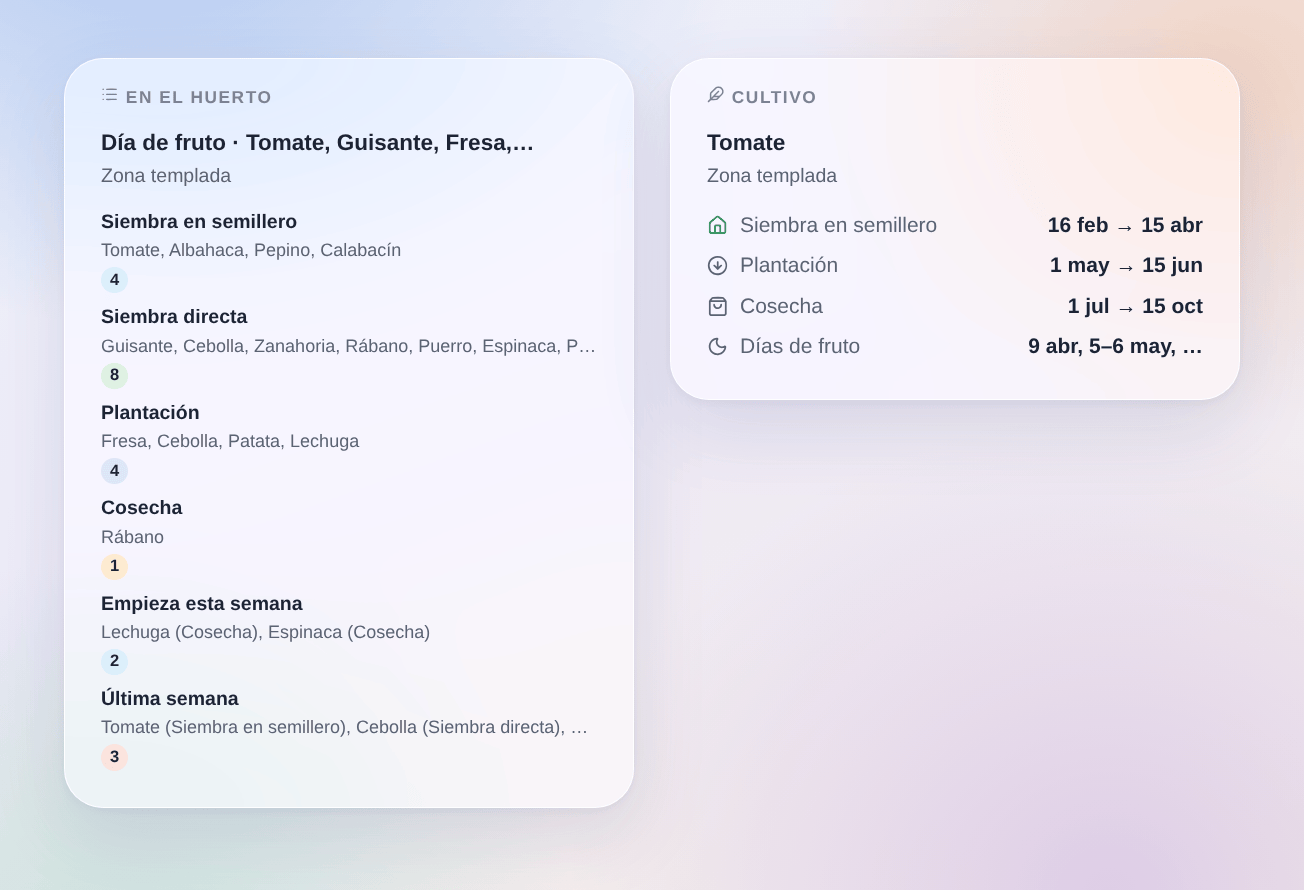 EN EL HUERTO
Día de fruto · Tomate, Guisante, Fresa,…
Zona templada
Siembra en semillero
Tomate, Albahaca, Pepino, Calabacín
4
Siembra directa
Guisante, Cebolla, Zanahoria, Rábano, Puerro, Espinaca, P…
8
Plantación
Fresa, Cebolla, Patata, Lechuga
4
Cosecha
Rábano
1
Empieza esta semana
Lechuga (Cosecha), Espinaca (Cosecha)
2
Última semana
Tomate (Siembra en semillero), Cebolla (Siembra directa), …
3
CULTIVO
Tomate
Zona templada
Siembra en semillero 16 feb → 15 abr
Plantación 1 may → 15 jun
Cosecha 1 jul → 15 oct
Días de fruto 9 abr, 5–6 may, …